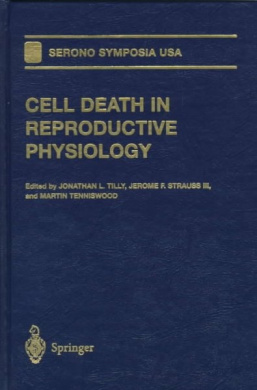 SERONO SYMPOSIA USA
CELL DEATH IN
REPRODUCTIVE
PHYSIOLOGY
Edited by JONATHAN L. TILLY, JEROME F. STRAUSS III,
and MARTIN TENNISWOOD
Springer